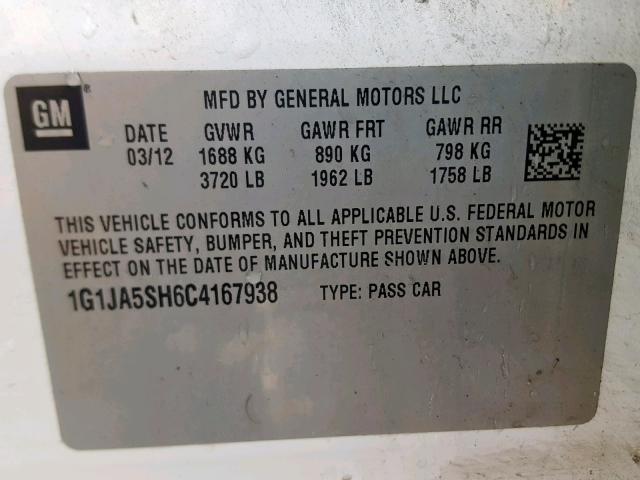 GM ®
MFD BY GENERAL MOTORS LLC
DATE GVWR GAWR FRT GAWR RR
03/12 1688 KG 890 KG 798 KG
3720 LB 1962 LB 1758 LB
THIS VEHICLE CONFORMS TO ALL APPLICABLE U.S. FEDERAL MOTOR
VEHICLE SAFETY, BUMPER, AND THEFT PREVENTION STANDARDS IN
EFFECT ON THE DATE OF MANUFACTURE SHOWN ABOVE.
1G1JA5SH6C4167938 TYPE: PASS CAR